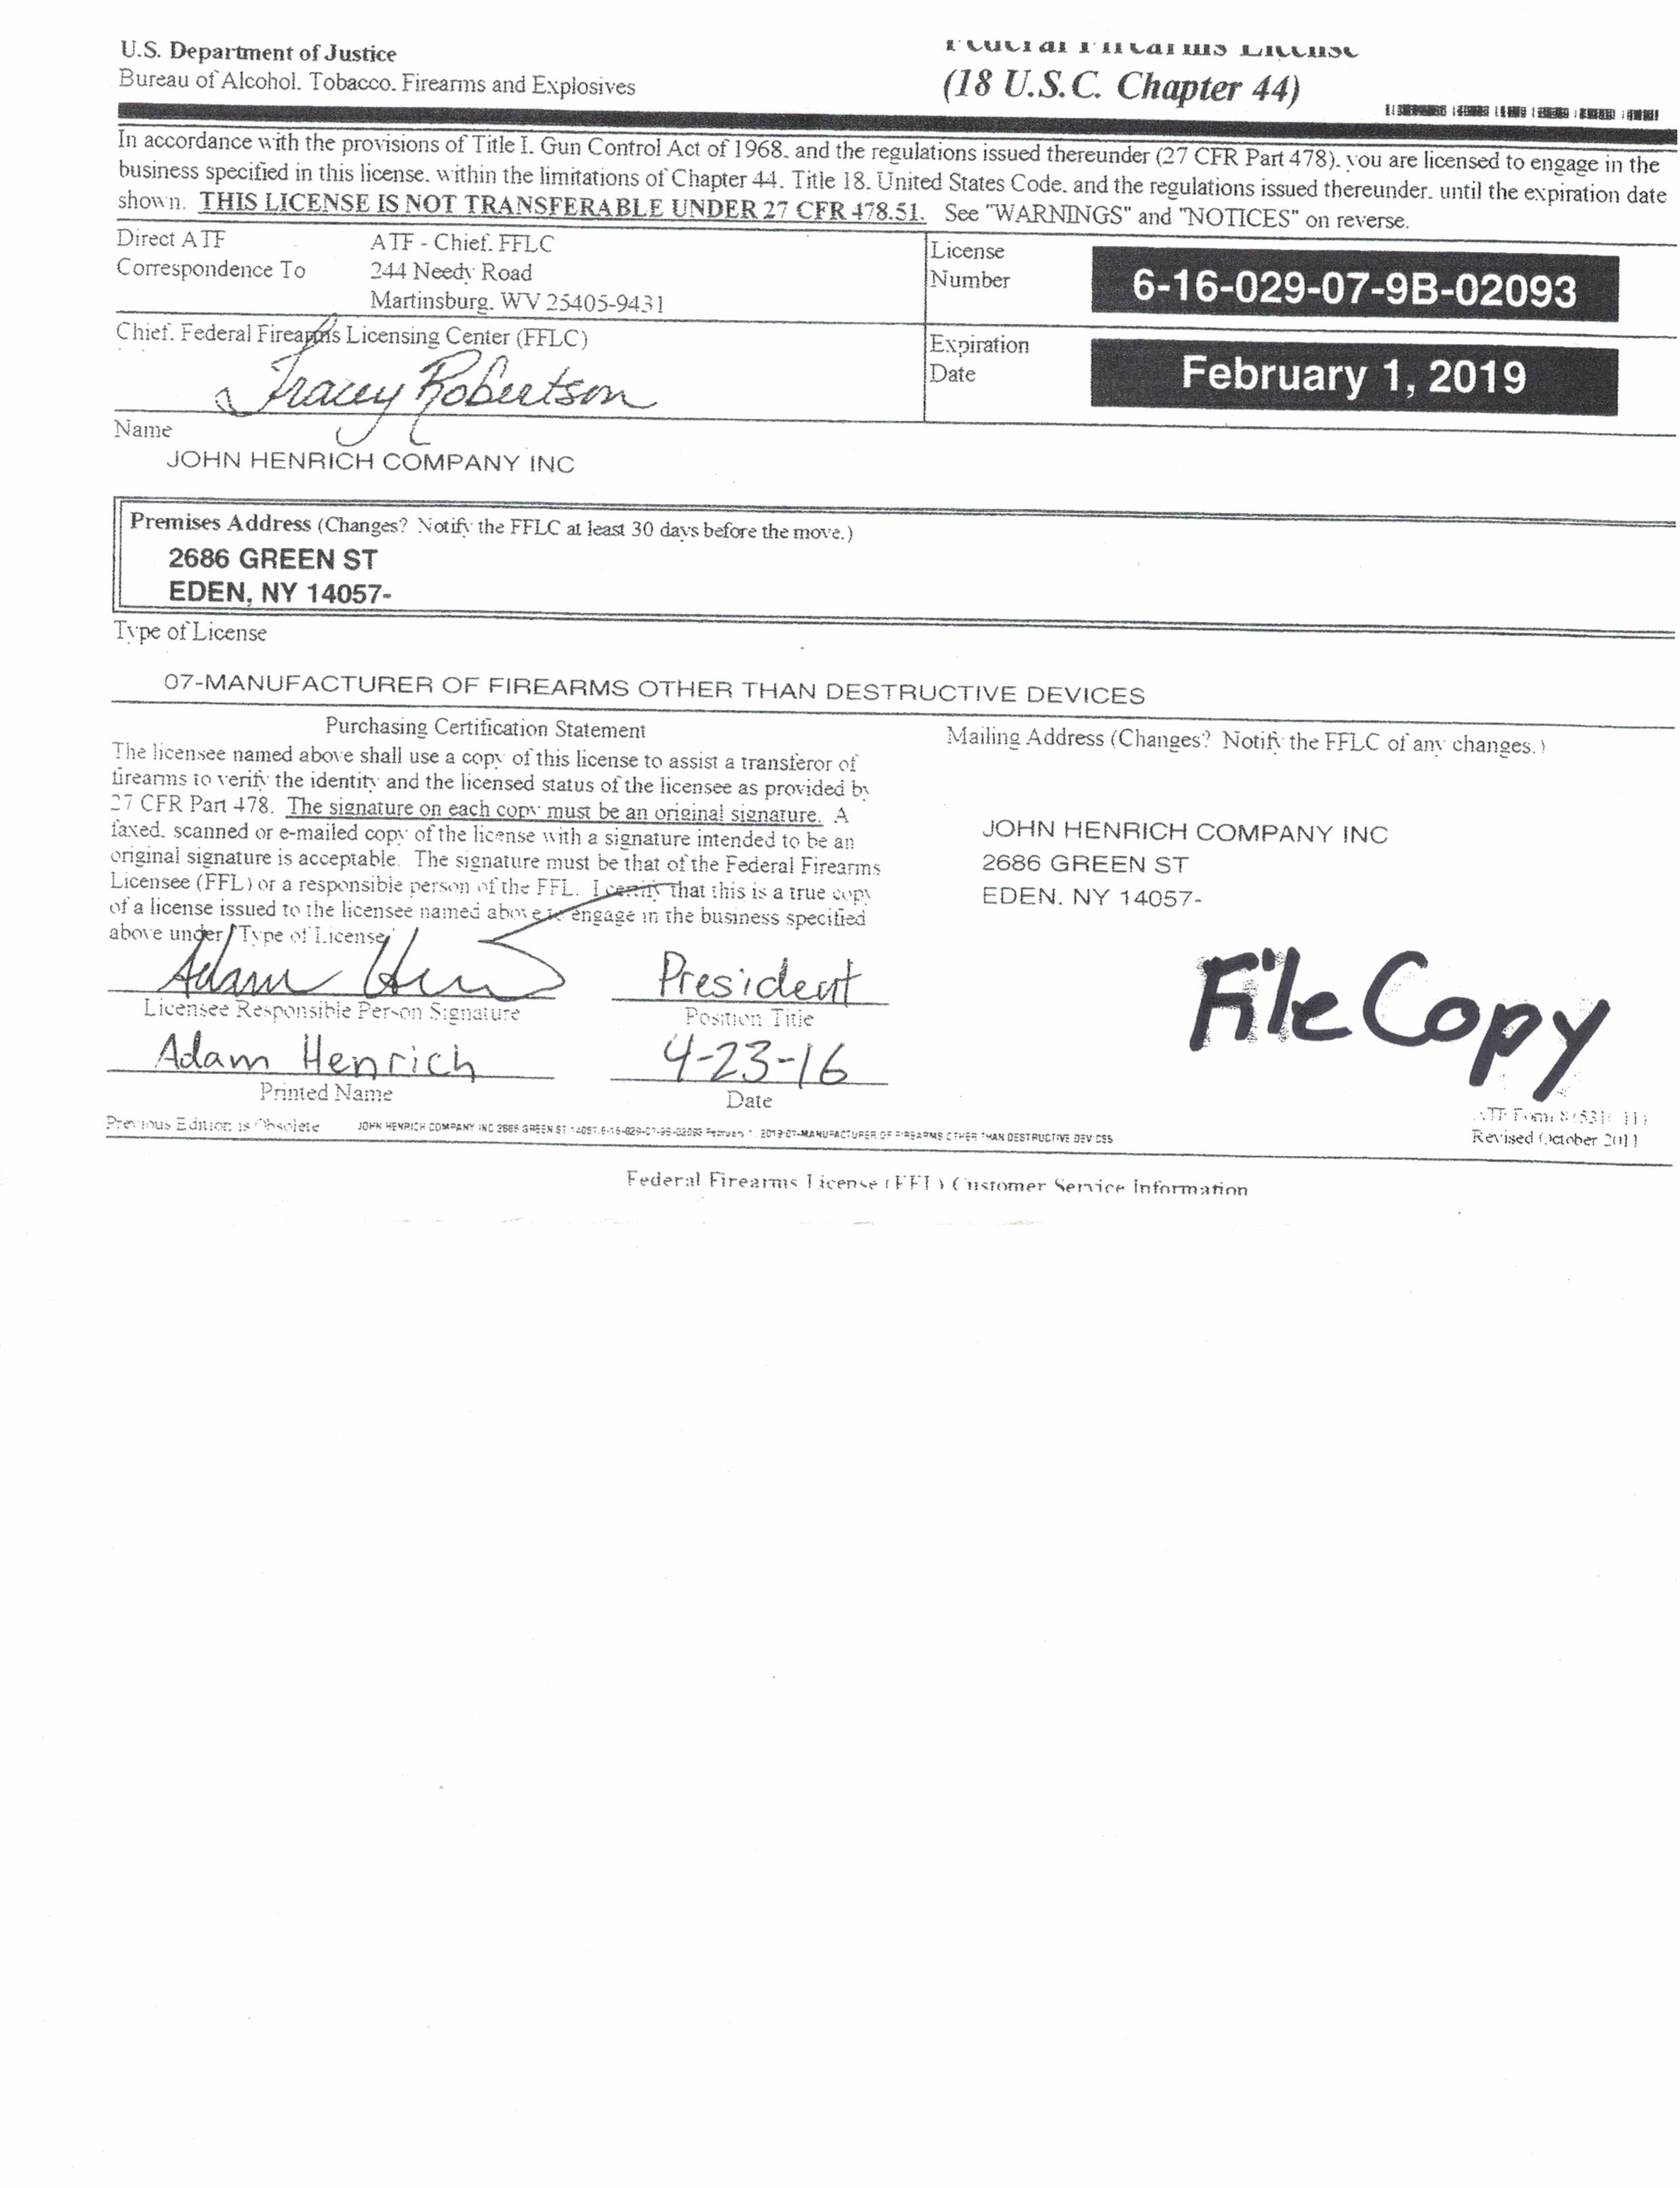 U.S. Department of Justice
Bureau of Alcohol, Tobacco, Firearms and Explosives
Federal Firearms License
(18 U.S.C. Chapter 44)
In accordance with the provisions of Title I, Gun Control Act of 1968, and the regulations issued thereunder (27 CFR Part 478), you are licensed to engage in the
business specified in this license, within the limitations of Chapter 44, Title 18, United States Code, and the regulations issued thereunder, until the expiration date
shown. THIS LICENSE IS NOT TRANSFERABLE UNDER 27 CFR 478.51. See "WARNINGS" and "NOTICES" on reverse.
Direct ATF
Correspondence To
ATF - Chief, FFLC
244 Needy Road
Martinsburg, WV 25405-9431
License
Number
6-16-029-07-9B-02093
Chief, Federal Firearms Licensing Center (FFLC)
Tracey Robertson
Expiration
Date
February 1, 2019
Name
JOHN HENRICH COMPANY INC
Premises Address (Changes? Notify the FFLC at least 30 days before the move.)
2686 GREEN ST
EDEN, NY 14057-
Type of License
07-MANUFACTURER OF FIREARMS OTHER THAN DESTRUCTIVE DEVICES
Purchasing Certification Statement
The licensee named above shall use a copy of this license to assist a transferor of
firearms to verify the identity and the licensed status of the licensee as provided by
27 CFR Part 478. The signature on each copy must be an original signature. A
faxed, scanned or e-mailed copy of the license with a signature intended to be an
original signature is acceptable. The signature must be that of the Federal Firearms
Licensee (FFL) or a responsible person of the FFL. I certify that this is a true copy
of a license issued to the licensee named above to engage in the business specified
above under "Type of License"
Mailing Address (Changes? Notify the FFLC of any changes.)
JOHN HENRICH COMPANY INC
2686 GREEN ST
EDEN, NY 14057-
File Copy
Adam President
Licensee Responsible Person Signature Position Title
Adam Henrich 4-23-16
Printed Name Date
Previous Edition is Obsolete
JOHN HENRICH COMPANY INC 2686 GREEN ST 14057:6-16-029-07-9B-02093 February 1, 2019:07-MANUFACTURER OF FIREARMS OTHER THAN DESTRUCTIVE DEVICES
ATF Form 8 (5310.11)
Revised October 2011
Federal Firearms License (FFL) Customer Service Information